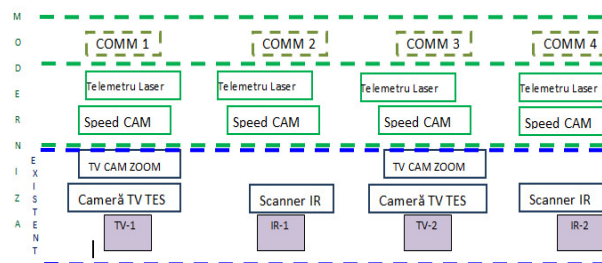 MODERNIZA
COMM 1 COMM 2 COMM 3 COMM 4
Telemetru Laser Telemetru Laser Telemetru Laser Telemetru Laser
Speed CAM Speed CAM Speed CAM Speed CAM
EXISTENT
TV CAM ZOOM TV CAM ZOOM
Cameră TV TES Scanner IR Cameră TV TES Scanner IR
TV-1 IR-1 TV-2 IR-2